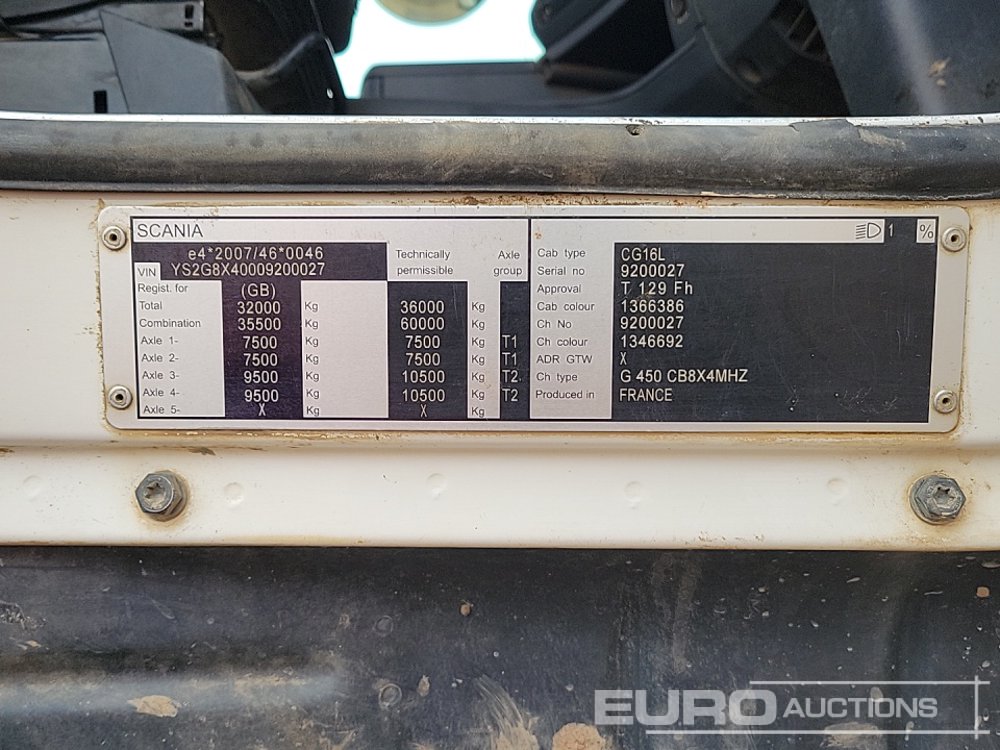 SCANIA
e4*2007/46*0046
VIN YS2G8X40009200027
Technically permissible
Axle group
Regist. for (GB)
Total 32000 Kg 36000 Kg
Combination 35500 Kg 60000 Kg
Axle 1- 7500 Kg 7500 Kg T1
Axle 2- 7500 Kg 7500 Kg T1
Axle 3- 9500 Kg 10500 Kg T2
Axle 4- 9500 Kg 10500 Kg T2
Axle 5- X Kg X Kg
1 %
Cab type CG16L
Serial no 9200027
Approval T 129 Fh
Cab colour 1366386
Ch No 9200027
Ch colour 1346692
ADR GTW X
Ch type G 450 CB8X4MHZ
Produced in FRANCE
EURO AUCTIONS